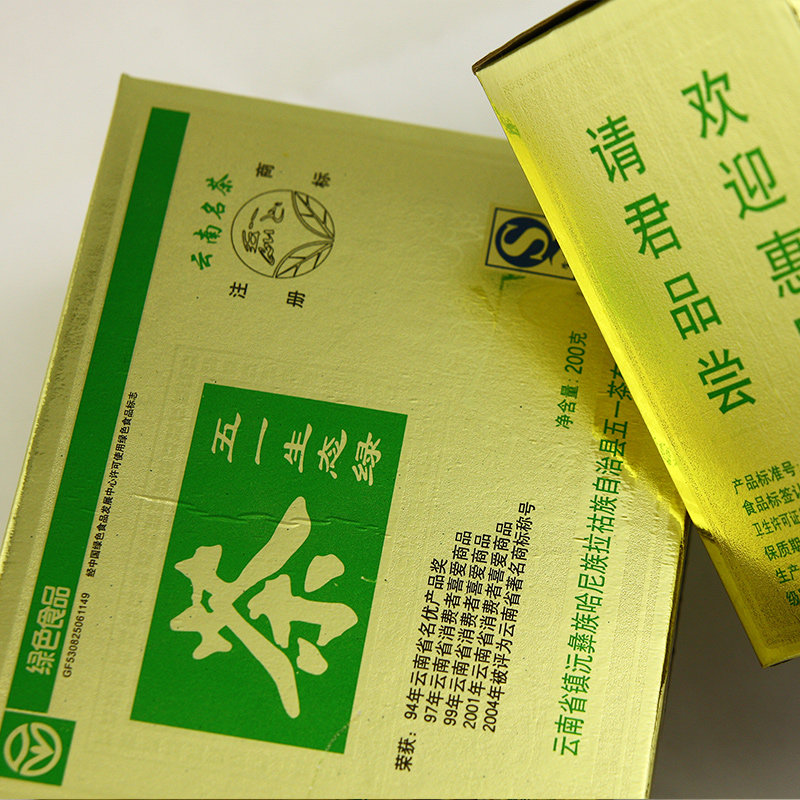 云南名茶
商标
注册
五一
五一生态绿
茶
净含量:200克
荣获:94年云南省名优产品奖
97年云南省消费者喜爱商品
99年云南省消费者喜爱商品
2001年云南省消费者喜爱商品
2004年被评为云南省著名商标称号
云南省镇沅彝族哈尼族拉祜族自治县五一茶
绿色食品
GF530825061149
经中国绿色食品发展中心许可使用绿色食品标志
欢迎惠
请君品尝
产品标准号
食品标签认
卫生许可证
保质期
生产